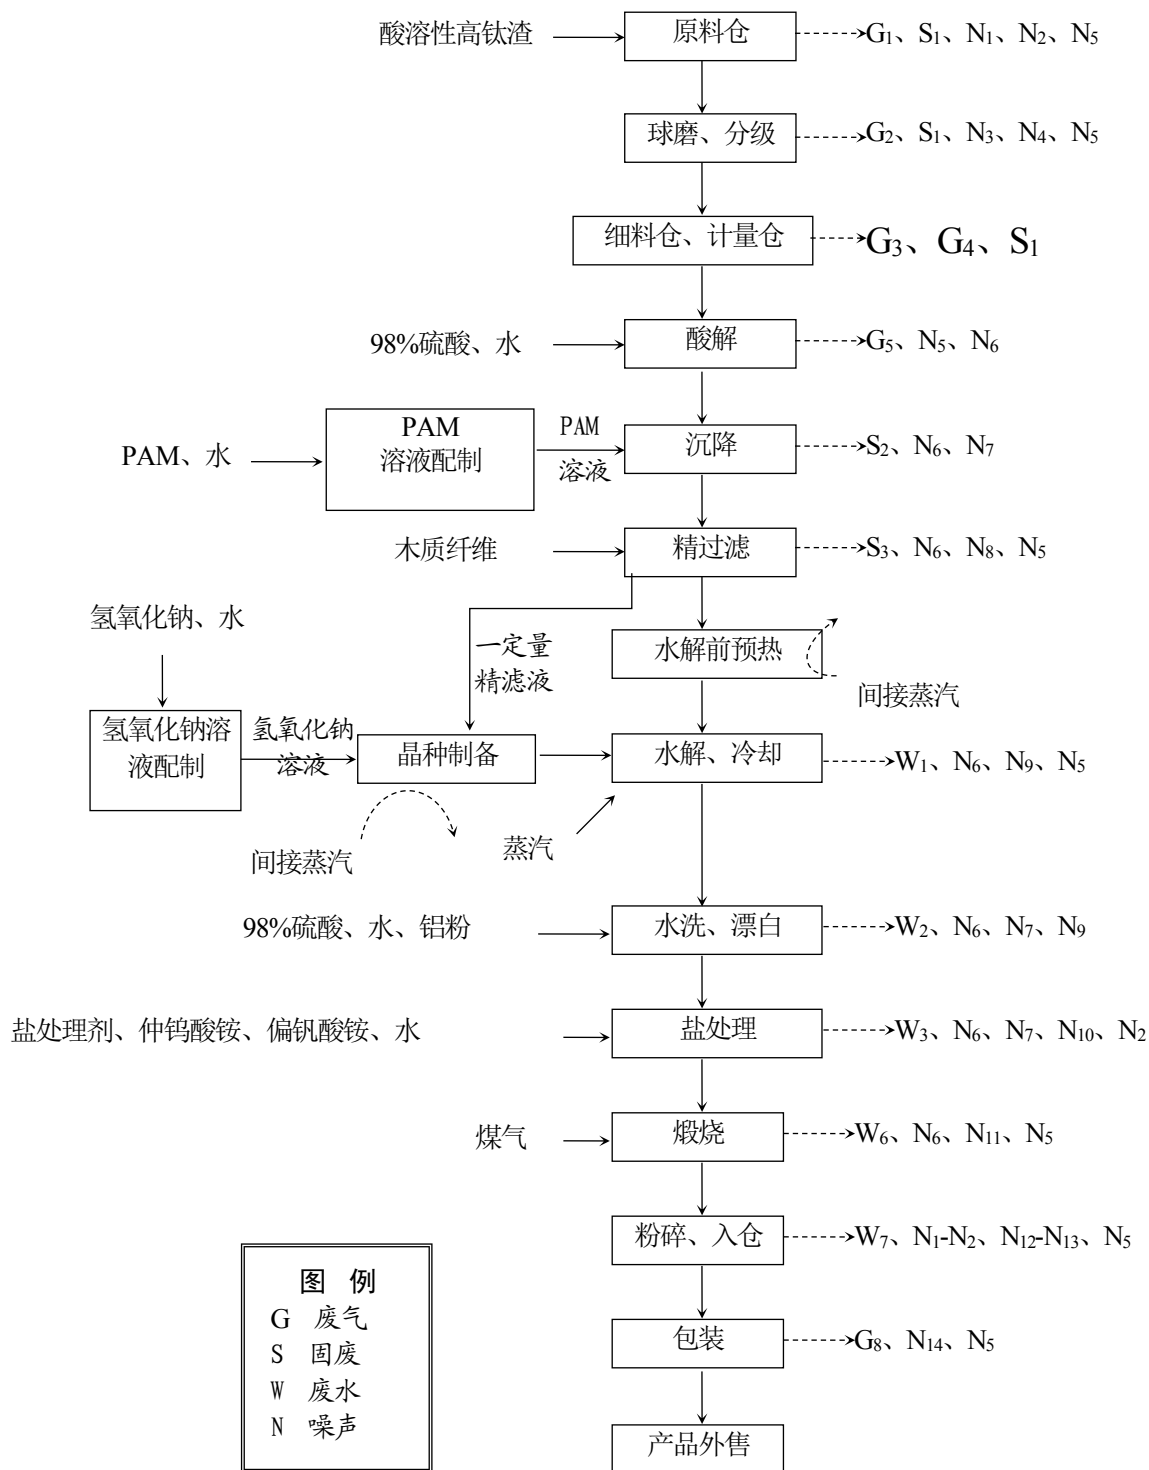 酸溶性高钛渣
原料仓
G₁、S₁、N₁、N₂、N₅
球磨、分级
G₂、S₁、N₃、N₄、N₅
细料仓、计量仓
G₃、G₄、S₁
98%硫酸、水
酸解
G₅、N₅、N₆
PAM、水
PAM
溶液配制
PAM
溶液
沉降
S₂、N₆、N₇
木质纤维
精过滤
S₃、N₆、N₈、N₅
氢氧化钠、水
一定量
精滤液
水解前预热
间接蒸汽
氢氧化钠溶
液配制
氢氧化钠
溶液
晶种制备
水解、冷却
W₁、N₆、N₉、N₅
间接蒸汽
蒸汽
98%硫酸、水、铝粉
水洗、漂白
W₂、N₆、N₇、N₉
盐处理剂、仲钨酸铵、偏钒酸铵、水
盐处理
W₃、N₆、N₇、N₁₀、N₂
煤气
煅烧
W₆、N₆、N₁₁、N₅
粉碎、入仓
W₇、N₁-N₂、N₁₂-N₁₃、N₅
包装
G₈、N₁₄、N₅
产品外售
图 例
G 废气
S 固废
W 废水
N 噪声